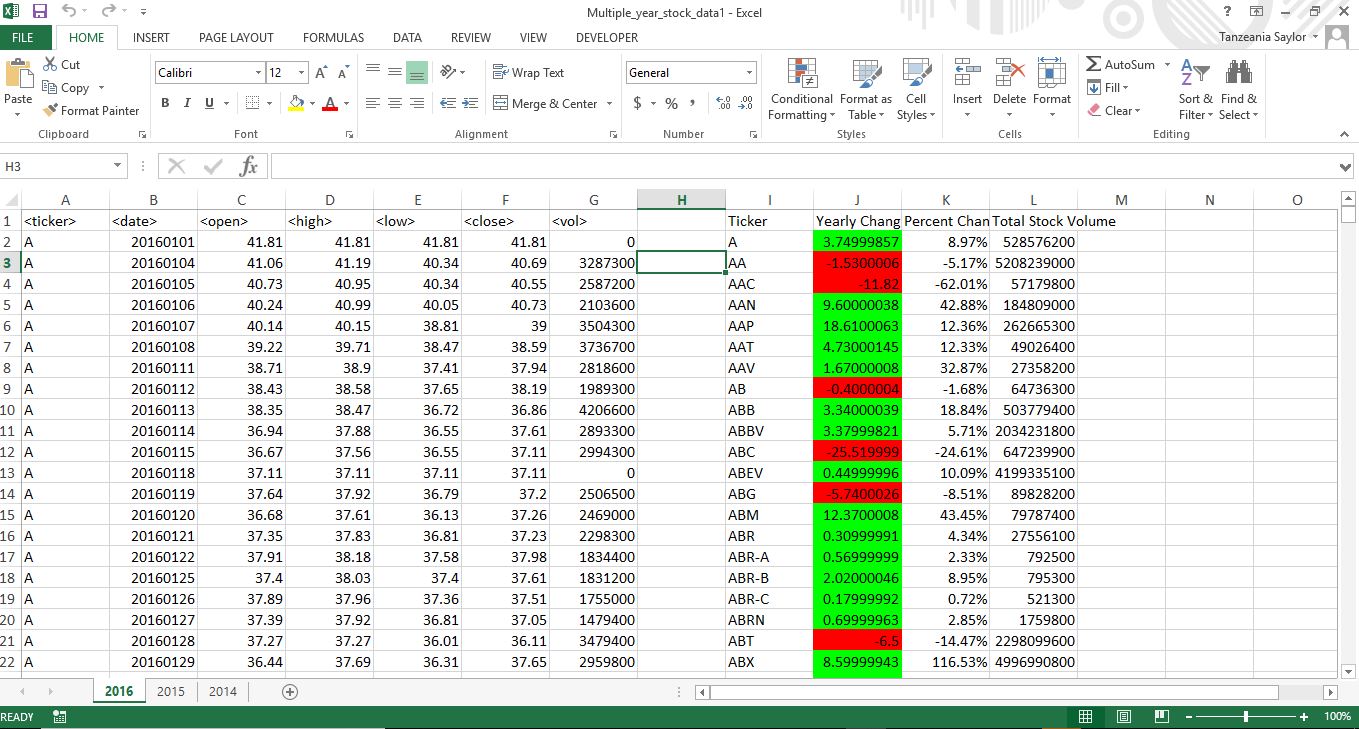 Multiple_year_stock_data1 - Excel
?
FILE HOME INSERT PAGE LAYOUT FORMULAS DATA REVIEW VIEW DEVELOPER Tanzeania Saylor
Cut Calibri 12 A A Wrap Text General AutoSum
Copy Fill
Paste Format Painter B I U A Merge & Center $ % , .00 .0 Conditional Formatting Format as Table Cell Styles Insert Delete Format Clear Sort & Filter Find & Select
Clipboard Font Alignment Number Styles Cells Editing
H3 fx
A B C D E F G H I J K L M N O
1 <ticker> <date> <open> <high> <low> <close> <vol> Ticker Yearly Chang Percent Chan Total Stock Volume
2 A 20160101 41.81 41.81 41.81 41.81 0 A 3.74999857 8.97% 528576200
3 A 20160104 41.06 41.19 40.34 40.69 3287300 AA -1.5300006 -5.17% 5208239000
4 A 20160105 40.73 40.95 40.34 40.55 2587200 AAC -11.82 -62.01% 57179800
5 A 20160106 40.24 40.99 40.05 40.73 2103600 AAN 9.60000038 42.88% 184809000
6 A 20160107 40.14 40.15 38.81 39 3504300 AAP 18.6100063 12.36% 262665300
7 A 20160108 39.22 39.71 38.47 38.59 3736700 AAT 4.73000145 12.33% 49026400
8 A 20160111 38.71 38.9 37.41 37.94 2818600 AAV 1.67000008 32.87% 27358200
9 A 20160112 38.43 38.58 37.65 38.19 1989300 AB -0.4000004 -1.68% 64736300
10 A 20160113 38.35 38.47 36.72 36.86 4206600 ABB 3.34000039 18.84% 503779400
11 A 20160114 36.94 37.88 36.55 37.61 2893300 ABBV 3.37999821 5.71% 2034231800
12 A 20160115 36.67 37.56 36.55 37.11 2994300 ABC -25.519999 -24.61% 647239900
13 A 20160118 37.11 37.11 37.11 37.11 0 ABEV 0.44999996 10.09% 4199335100
14 A 20160119 37.64 37.92 36.79 37.2 2506500 ABG -5.7400026 -8.51% 89828200
15 A 20160120 36.68 37.61 36.13 37.26 2469000 ABM 12.3700008 43.45% 79787400
16 A 20160121 37.35 37.83 36.81 37.23 2298300 ABR 0.30999991 4.34% 27556100
17 A 20160122 37.91 38.18 37.58 37.98 1834400 ABR-A 0.56999999 2.33% 792500
18 A 20160125 37.4 38.03 37.4 37.61 1831200 ABR-B 2.02000046 8.95% 795300
19 A 20160126 37.89 37.96 37.36 37.51 1755000 ABR-C 0.17999992 0.72% 521300
20 A 20160127 37.39 37.92 36.81 37.05 1479400 ABRN 0.69999963 2.85% 1759800
21 A 20160128 37.27 37.27 36.01 36.11 3479400 ABT -6.5 -14.47% 2298099600
22 A 20160129 36.44 37.69 36.31 37.65 2959800 ABX 8.59999943 116.53% 4996990800
2016 2015 2014
READY 100%